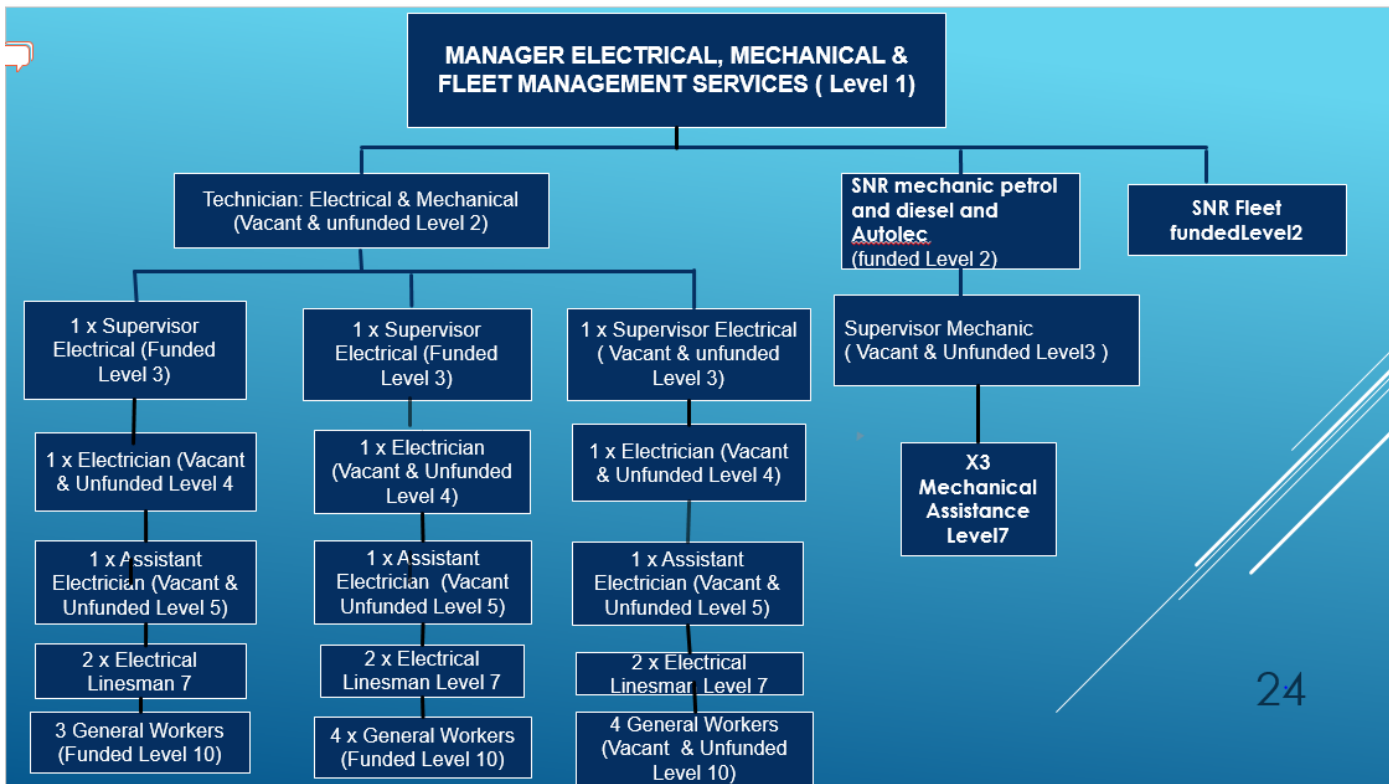 MANAGER ELECTRICAL, MECHANICAL &
FLEET MANAGEMENT SERVICES ( Level 1)
Technician: Electrical & Mechanical
(Vacant & unfunded Level 2)
SNR mechanic petrol
and diesel and
Autolec
(funded Level 2)
SNR Fleet
fundedLevel2
1 x Supervisor
Electrical (Funded
Level 3)
1 x Supervisor
Electrical (Funded
Level 3)
1 x Supervisor Electrical
( Vacant & unfunded
Level 3)
Supervisor Mechanic
( Vacant & Unfunded Level3 )
1 x Electrician (Vacant
& Unfunded Level 4
1 x Electrician
(Vacant & Unfunded
Level 4)
1 x Electrician (Vacant
& Unfunded Level 4)
X3
Mechanical
Assistance
Level7
1 x Assistant
Electrician (Vacant &
Unfunded Level 5)
1 x Assistant
Electrician (Vacant
Unfunded Level 5)
1 x Assistant
Electrician (Vacant &
Unfunded Level 5)
2 x Electrical
Linesman 7
2 x Electrical
Linesman Level 7
2 x Electrical
Linesman Level 7
3 General Workers
(Funded Level 10)
4 x General Workers
(Funded Level 10)
4 General Workers
(Vacant & Unfunded
Level 10)
24